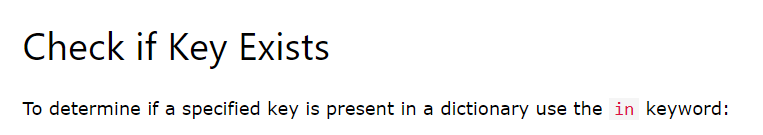 Check if Key Exists
To determine if a specified key is present in a dictionary use the in keyword: